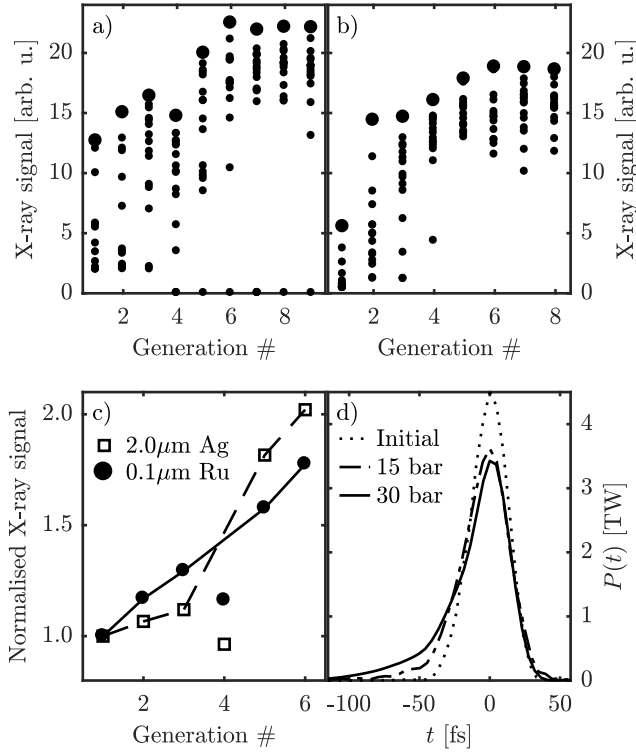 a)
X-ray signal [arb. u.]
20
15
10
5
0
2 4 6 8
Generation #
b)
X-ray signal [arb. u.]
20
15
10
5
0
2 4 6 8
Generation #
c)
Normalised X-ray signal
2.0
1.5
1.0
2.0μm Ag
0.1μm Ru
2 4 6
Generation #
d)
Initial
15 bar
30 bar
P(t) [TW]
4
3
2
1
0
-100 -50 0 50
t [fs]